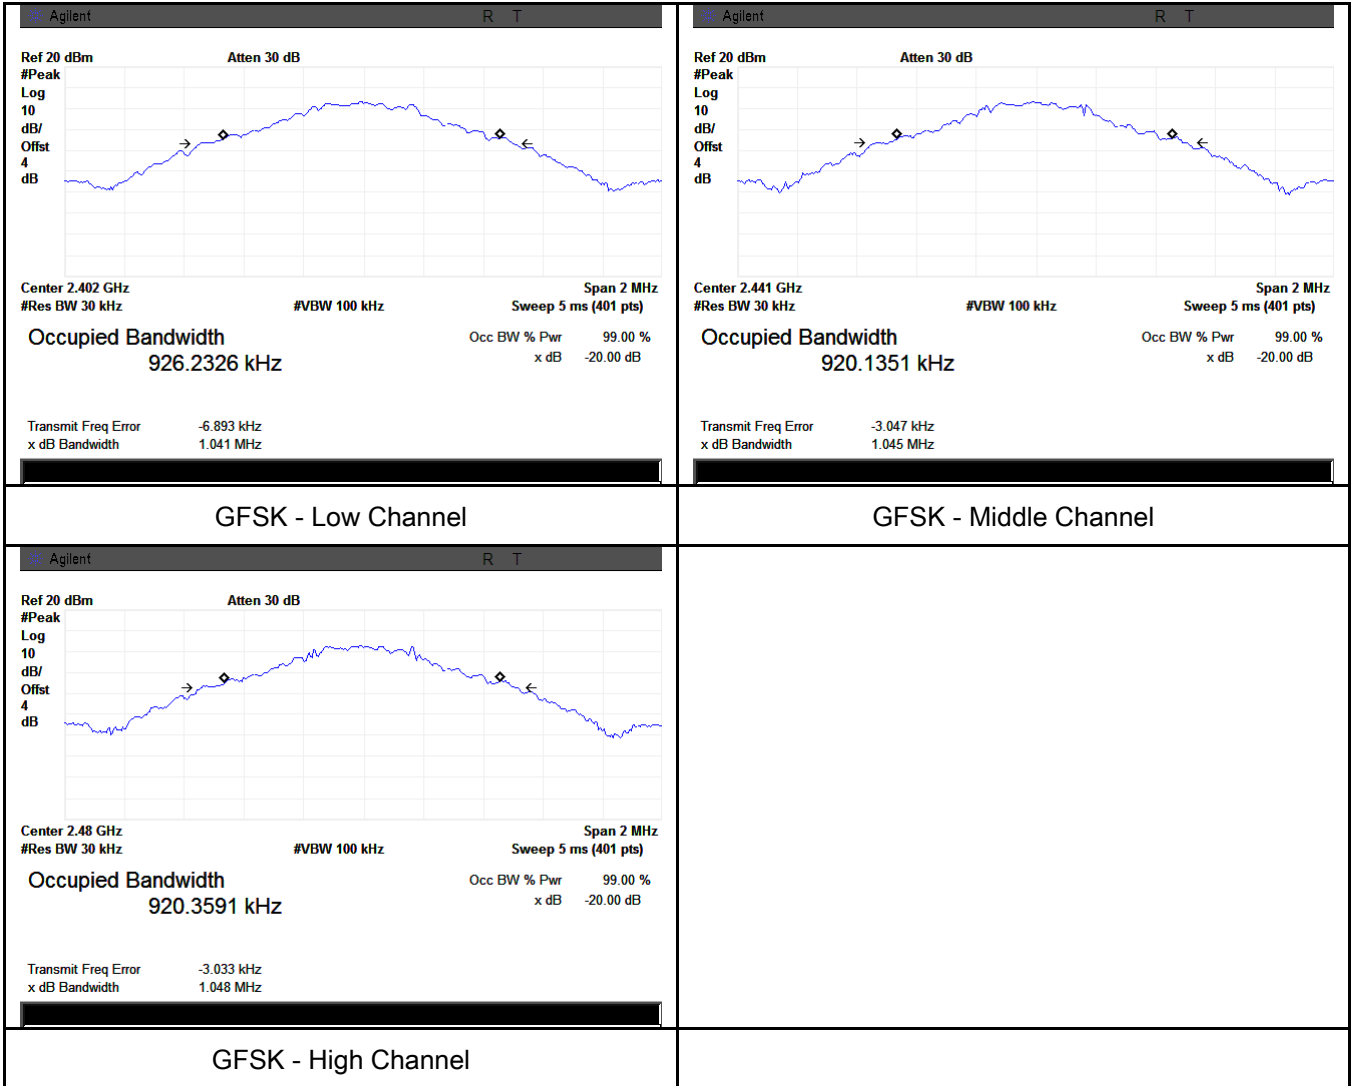 Agilent R T
Ref 20 dBm Atten 30 dB
#Peak
Log
10
dB/
Offst
4
dB
Center 2.402 GHz Span 2 MHz
#Res BW 30 kHz #VBW 100 kHz Sweep 5 ms (401 pts)
Occupied Bandwidth Occ BW % Pwr 99.00 %
926.2326 kHz x dB -20.00 dB
Transmit Freq Error -6.893 kHz
x dB Bandwidth 1.041 MHz
GFSK - Low Channel
Agilent R T
Ref 20 dBm Atten 30 dB
#Peak
Log
10
dB/
Offst
4
dB
Center 2.441 GHz Span 2 MHz
#Res BW 30 kHz #VBW 100 kHz Sweep 5 ms (401 pts)
Occupied Bandwidth Occ BW % Pwr 99.00 %
920.1351 kHz x dB -20.00 dB
Transmit Freq Error -3.047 kHz
x dB Bandwidth 1.045 MHz
GFSK - Middle Channel
Agilent R T
Ref 20 dBm Atten 30 dB
#Peak
Log
10
dB/
Offst
4
dB
Center 2.48 GHz Span 2 MHz
#Res BW 30 kHz #VBW 100 kHz Sweep 5 ms (401 pts)
Occupied Bandwidth Occ BW % Pwr 99.00 %
920.3591 kHz x dB -20.00 dB
Transmit Freq Error -3.033 kHz
x dB Bandwidth 1.048 MHz
GFSK - High Channel